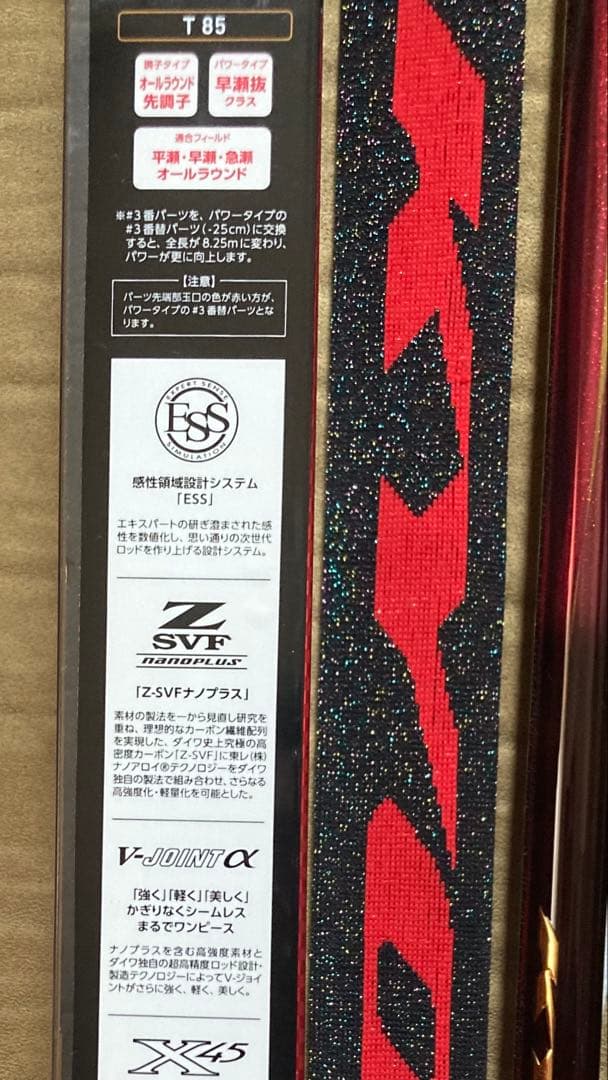 T 85
調子タイプ
オールラウンド
先調子
パワータイプ
早瀬抜
クラス
適合フィールド
平瀬・早瀬・急瀬
オールラウンド
※#3番パーツを、パワータイプの
#3番替パーツ(-25cm)に交換
すると、全長が8.25mに変わり、
パワーが更に向上します。
【注意】
パーツ先端部玉口の色が赤い方が、
パワータイプの#3番替パーツとな
ります。
EXPERT SENSE
ESS
SIMULATION
感性領域設計システム
「ESS」
エキスパートの研ぎ澄まされた感
性を数値化し、思い通りの次世代
ロッドを作り上げる設計システム。
Z
SVF
nanoplus
「Z-SVFナノプラス」
素材の製法を一から見直し研究を
重ね、理想的なカーボン繊維配列
を実現した、ダイワ史上究極の高
密度カーボン「Z-SVF」に東レ(株)
ナノアロイ®テクノロジーをダイワ
独自の製法で組み合わせ、さらなる
高強度化・軽量化を可能とした。
V-JOINT α
「強く」「軽く」「美しく」
かぎりなくシームレス
まるでワンピース
ナノプラスを含む高強度素材と
ダイワ独自の超高精度ロッド設計・
製造テクノロジーによってV-ジョイ
ントがさらに強く、軽く、美しく。
X45